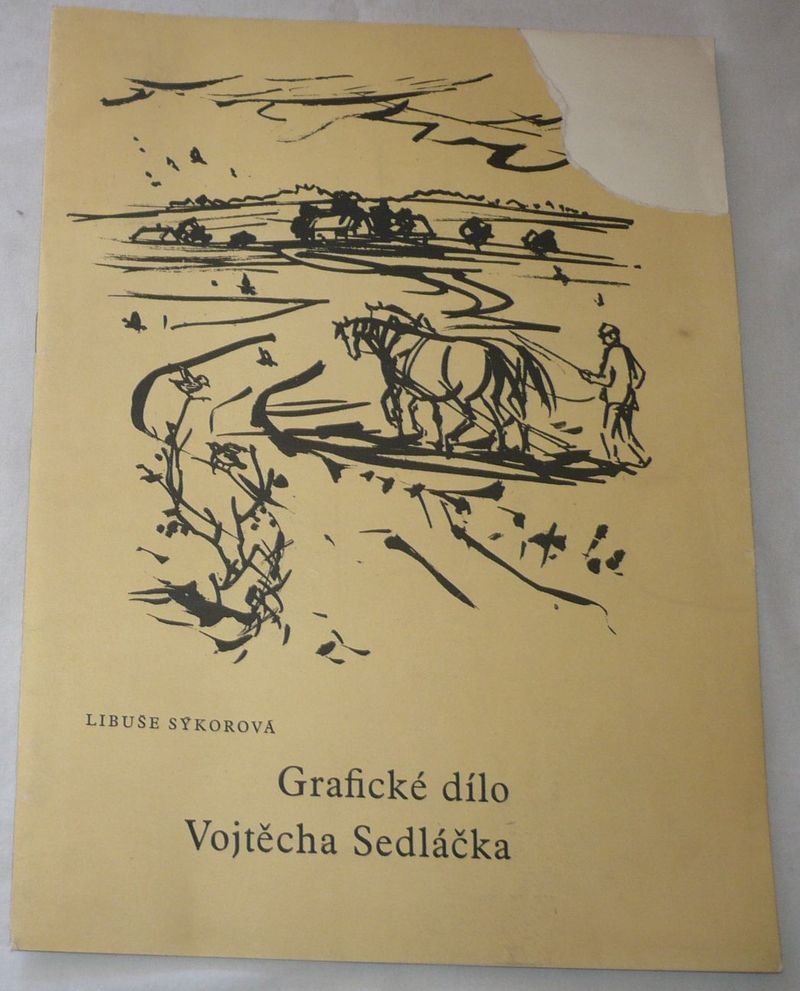 LIBUŠE SÝKOROVÁ
Grafické dílo
Vojtěcha Sedláčka